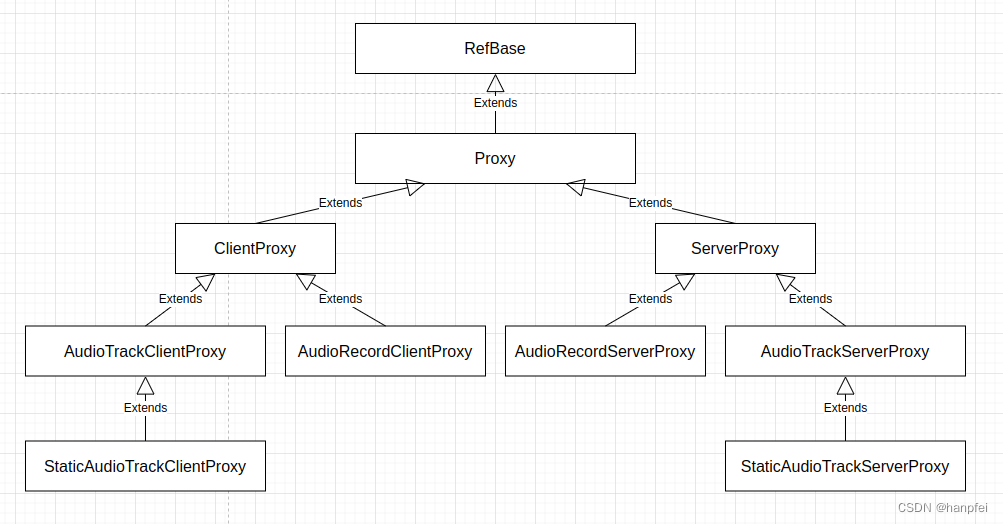 RefBase
Extends
Proxy
Extends
Extends
ClientProxy
ServerProxy
Extends
Extends
Extends
Extends
AudioTrackClientProxy
AudioRecordClientProxy
AudioRecordServerProxy
AudioTrackServerProxy
Extends
Extends
StaticAudioTrackClientProxy
StaticAudioTrackServerProxy
CSDN @hanpfei